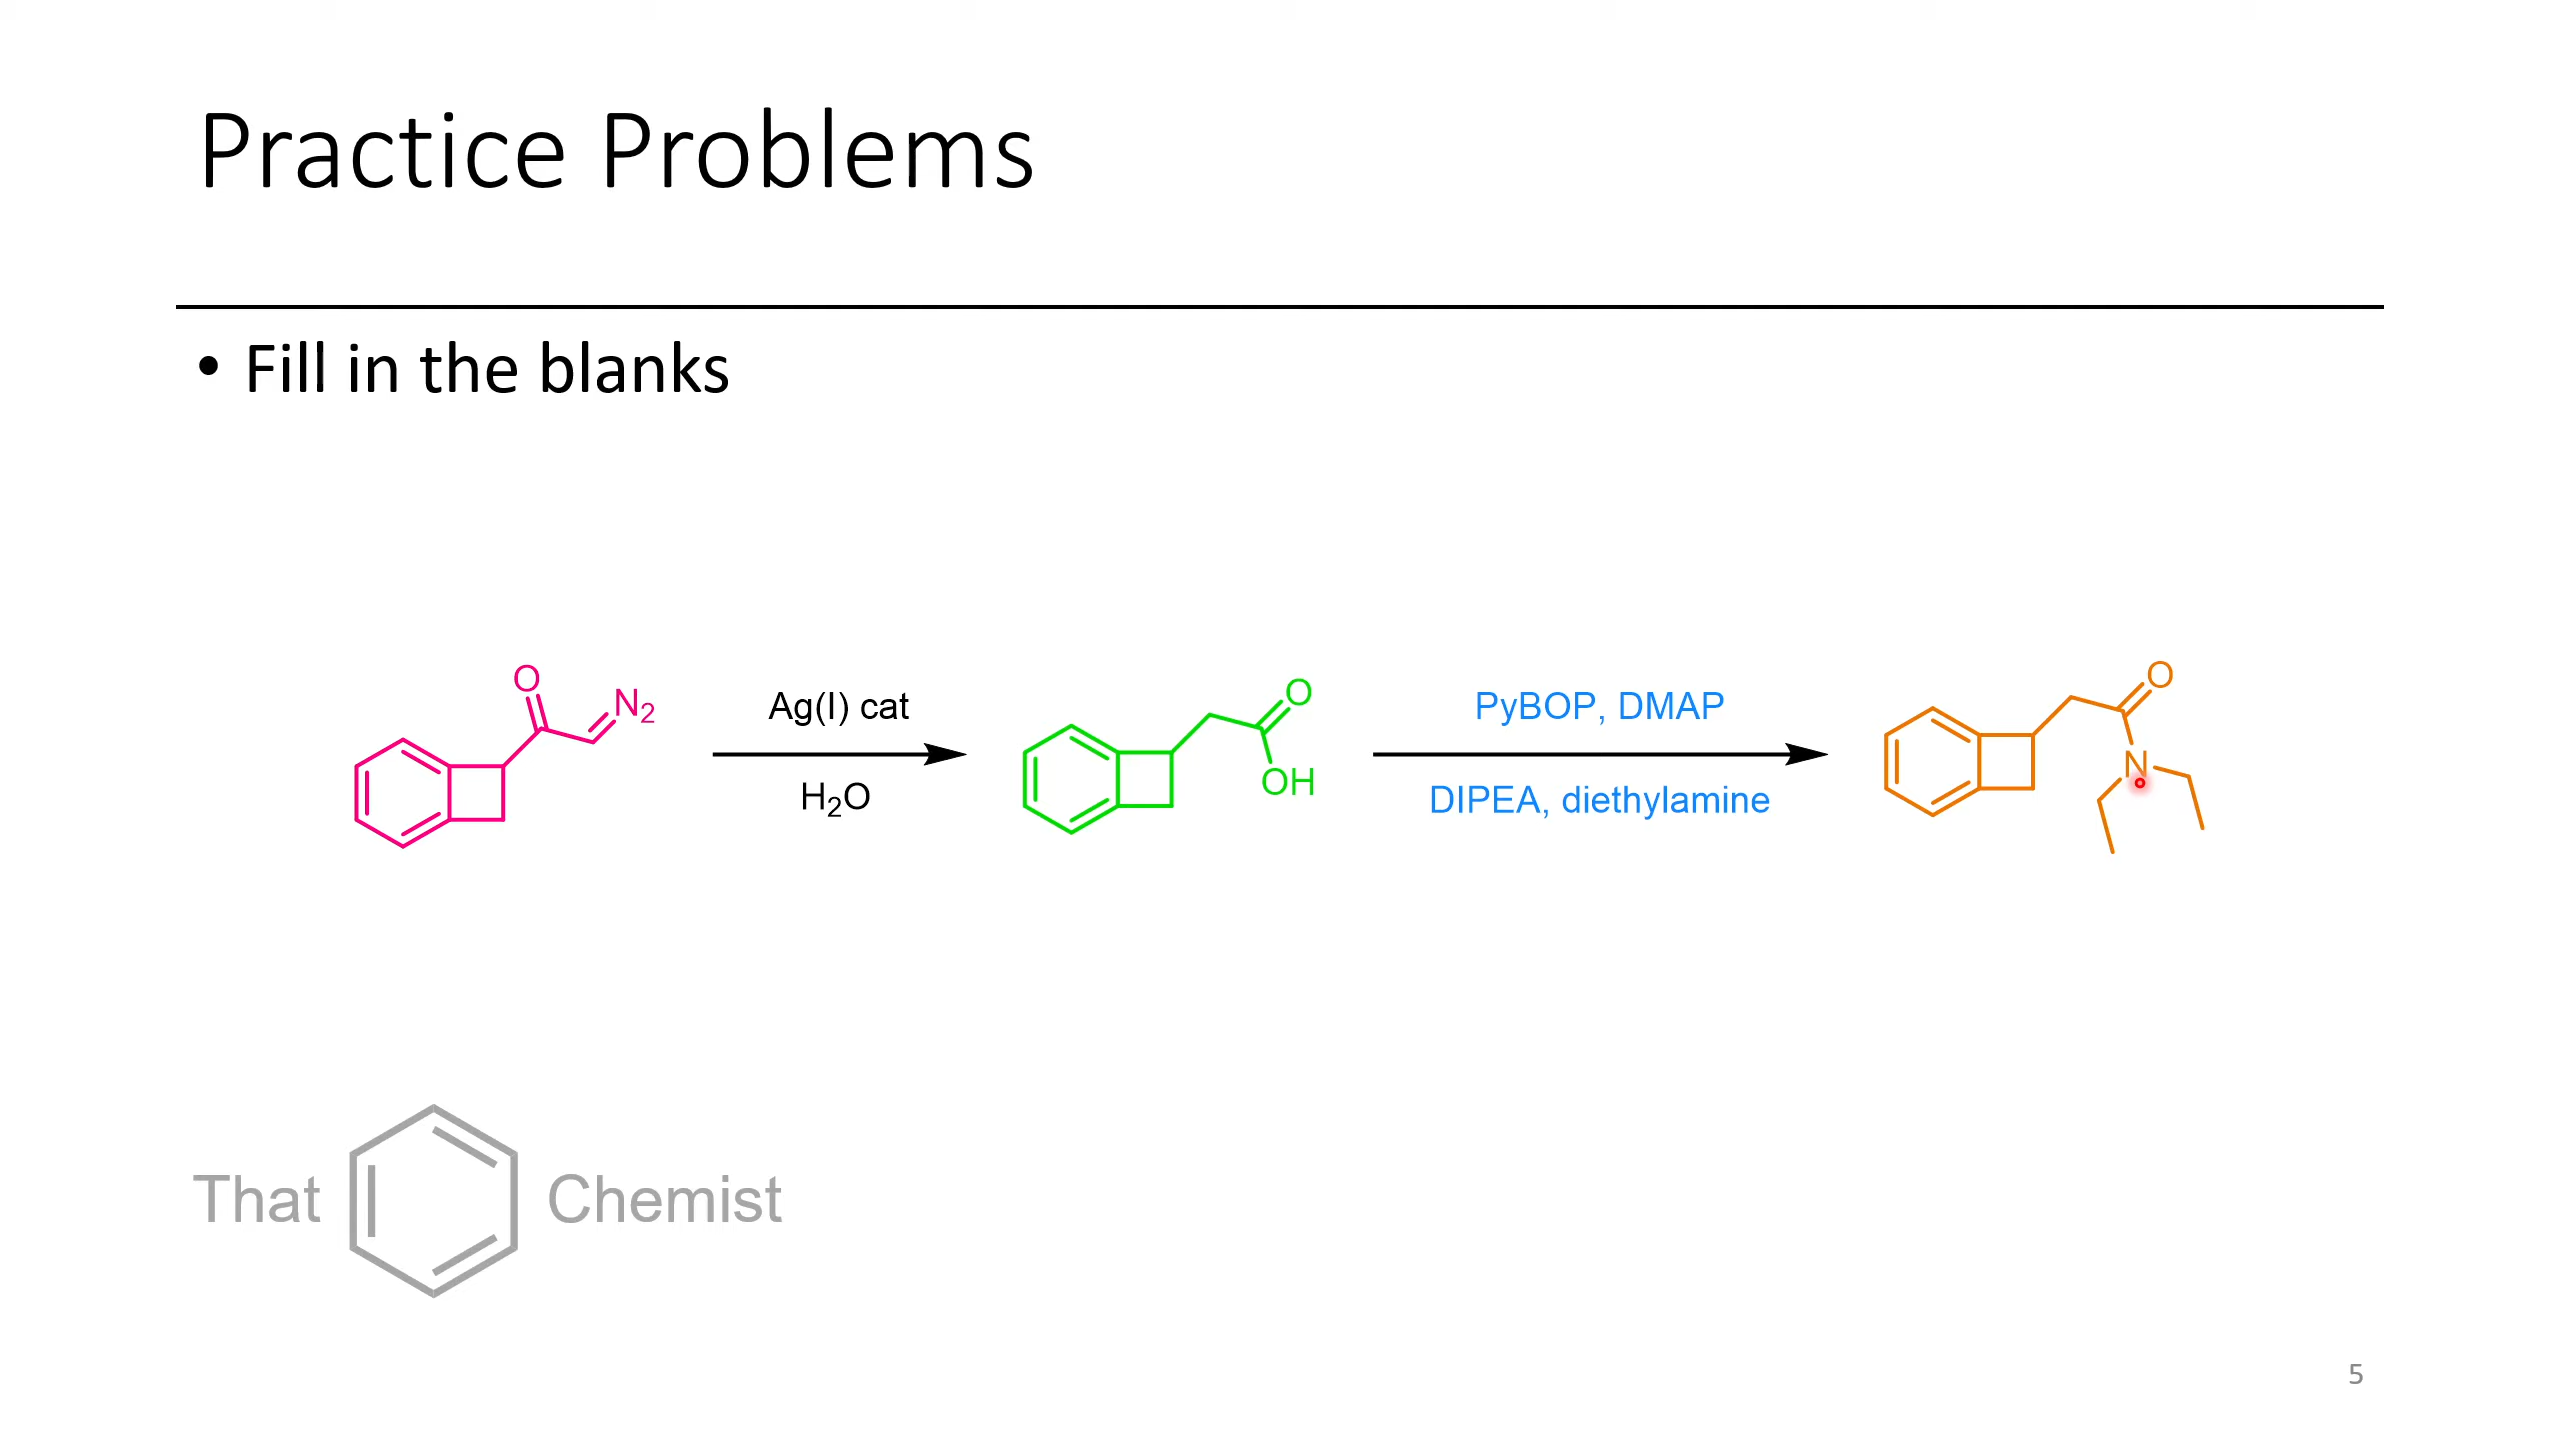 Practice Problems
• Fill in the blanks
O
N2
Ag(I) cat
H2O
O
OH
PyBOP, DMAP
DIPEA, diethylamine
O
N
That Chemist
5